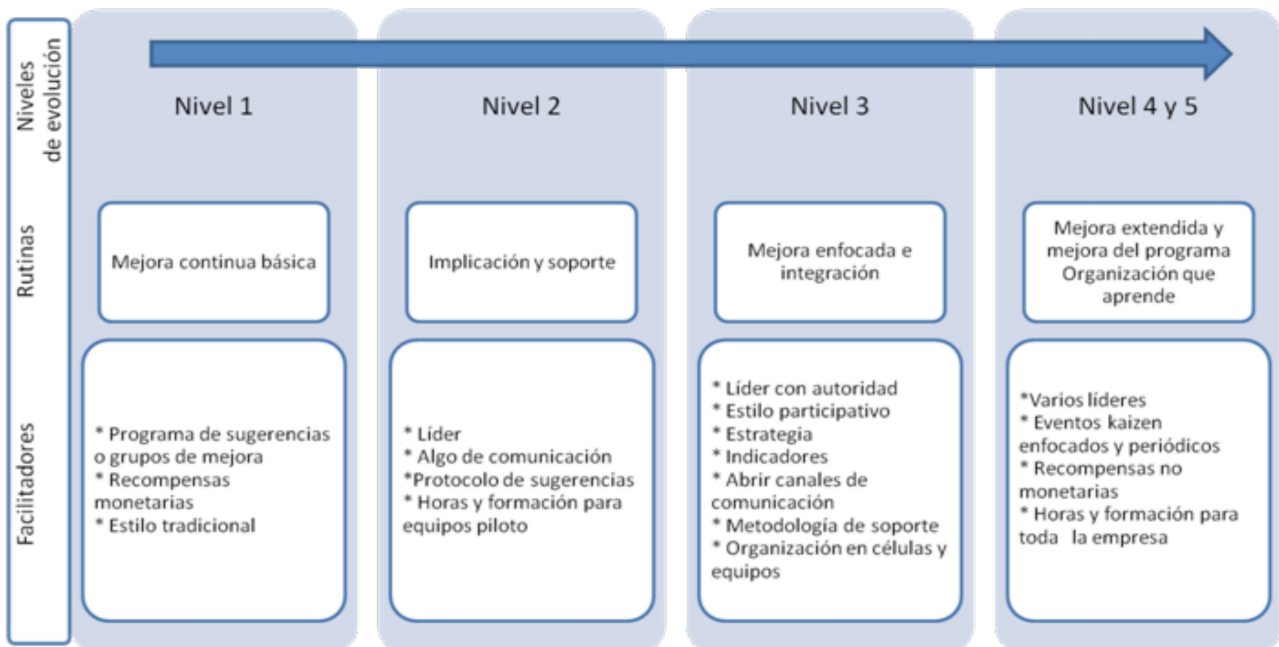 Niveles
de evolución
Nivel 1
Nivel 2
Nivel 3
Nivel 4 y 5
Rutinas
Mejora continua básica
Implicación y soporte
Mejora enfocada e
integración
Mejora extendida y
mejora del programa
Organización que
aprende
Facilitadores
* Programa de sugerencias
o grupos de mejora
* Recompensas
monetarias
* Estilo tradicional
* Líder
* Algo de comunicación
*Protocolo de sugerencias
* Horas y formación para
equipos piloto
* Líder con autoridad
* Estilo participativo
* Estrategia
* Indicadores
* Abrir canales de
comunicación
* Metodología de soporte
* Organización en células y
equipos
*Varios líderes
* Eventos kaizen
enfocados y periódicos
* Recompensas no
monetarias
* Horas y formación para
toda la empresa